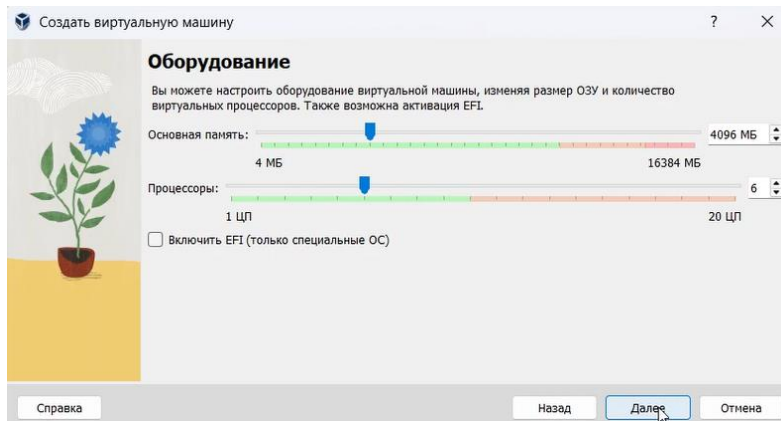 Создать виртуальную машину
?
Оборудование
Вы можете настроить оборудование виртуальной машины, изменяя размер ОЗУ и количество
виртуальных процессоров. Также возможна активация EFI.
Основная память:
4096 МБ
4 МБ
16384 МБ
Процессоры:
6
1 ЦП
20 ЦП
Включить EFI (только специальные ОС)
Справка
Назад
Далее
Отмена